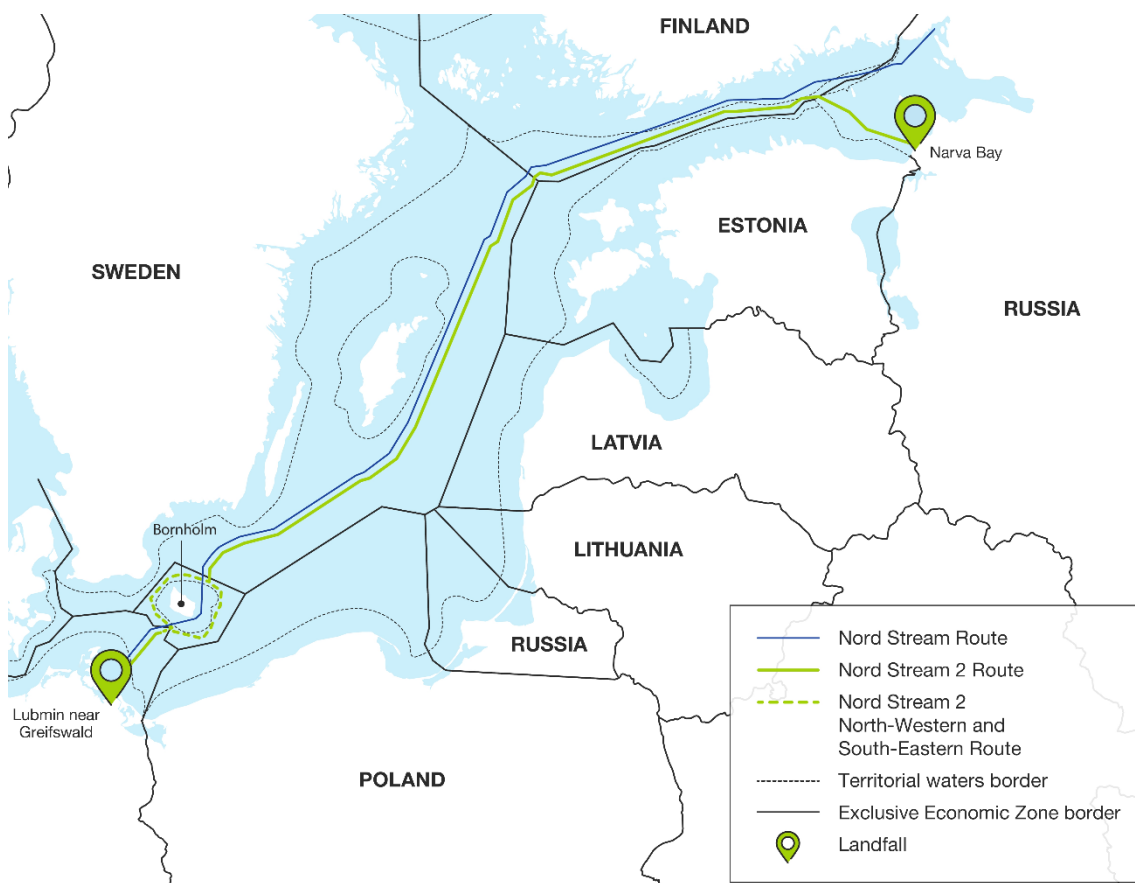 FINLAND
Narva Bay
ESTONIA
SWEDEN
RUSSIA
LATVIA
Bornholm
LITHUANIA
RUSSIA
Lubmin near
Greifswald
POLAND
Nord Stream Route
Nord Stream 2 Route
Nord Stream 2
North-Western and
South-Eastern Route
Territorial waters border
Exclusive Economic Zone border
Landfall